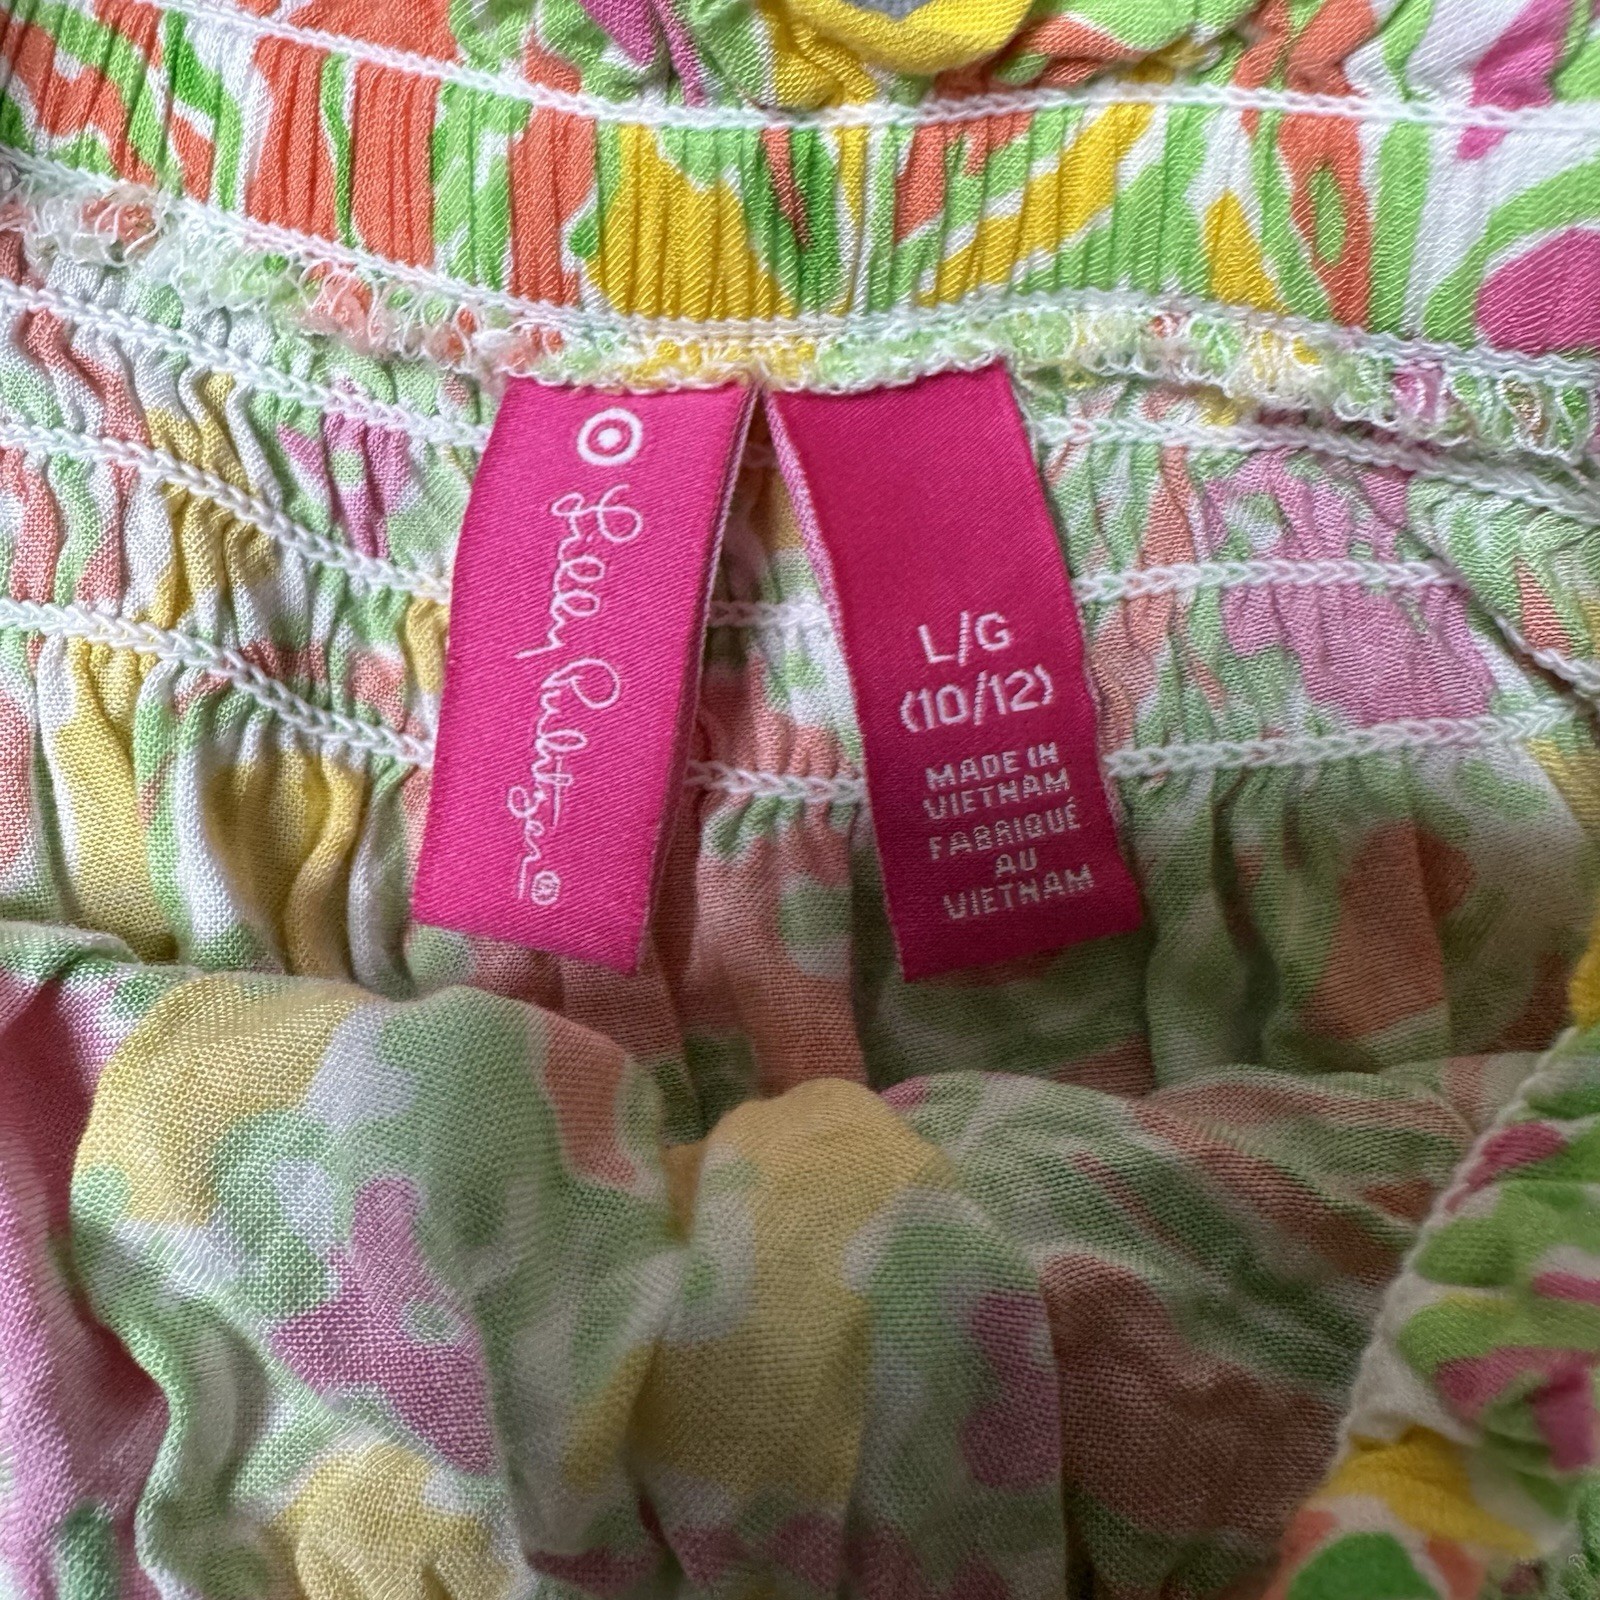 Lilly Pulitzer®
L/G
(10/12)
MADE IN
VIETNAM
FABRIQUÉ
AU
VIETNAM